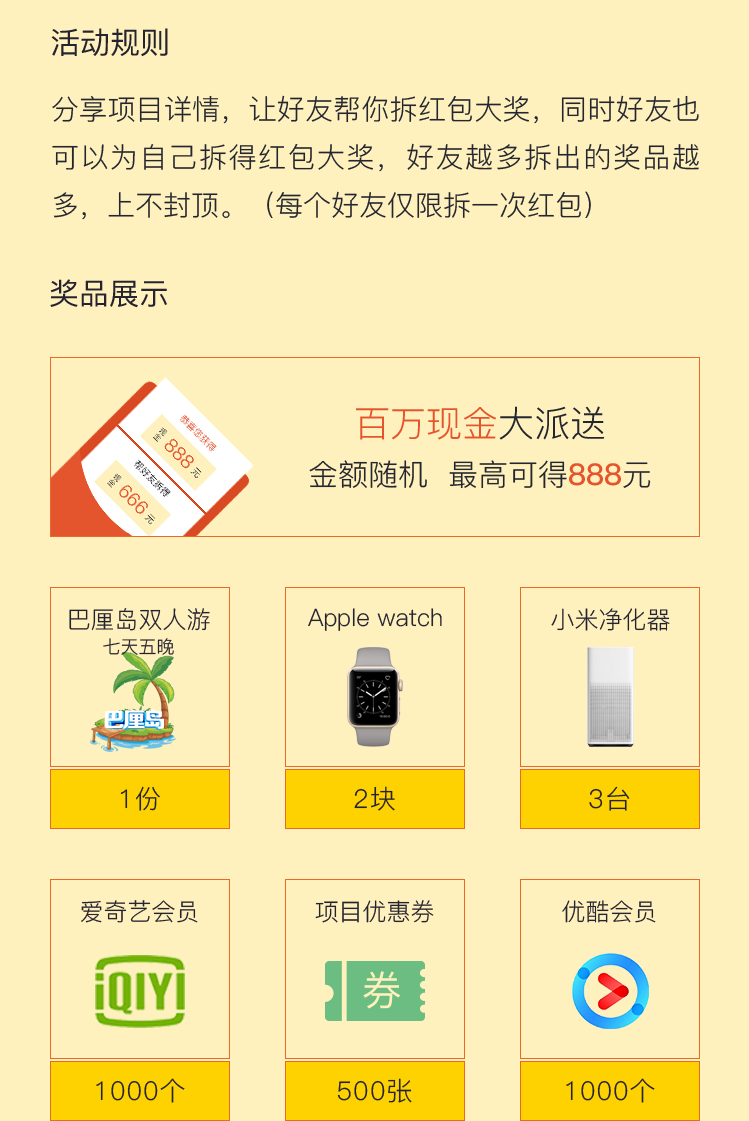 活动规则
分享项目详情，让好友帮你拆红包大奖，同时好友也
可以为自己拆得红包大奖，好友越多拆出的奖品越
多，上不封顶。（每个好友仅限拆一次红包）
奖品展示
恭喜您获得
现金888元
帮好友拆得
现金666元
百万现金大派送
金额随机 最高可得888元
巴厘岛双人游
七天五晚
巴厘岛
1份
Apple watch
2块
小米净化器
3台
爱奇艺会员
iQIYI
1000个
项目优惠券
券
500张
优酷会员
1000个